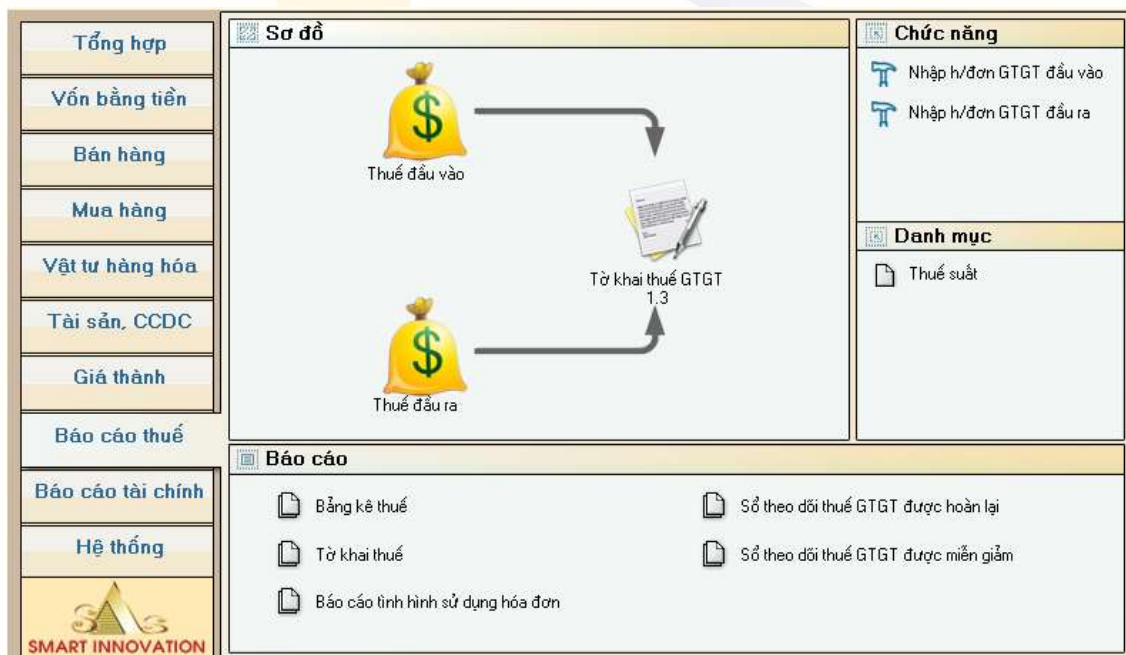 Tổng hợp
Vốn bằng tiền
Bán hàng
Mua hàng
Vật tư hàng hóa
Tài sản, CCDC
Giá thành
Báo cáo thuế
Báo cáo tài chính
Hệ thống
SIS
SMART INNOVATION
Sơ đồ
Thuế đầu vào
Tờ khai thuế GTGT
1.3
Thuế đầu ra
Chức năng
Nhập h/đơn GTGT đầu vào
Nhập h/đơn GTGT đầu ra
Danh mục
Thuế suất
Báo cáo
Bảng kê thuế
Tờ khai thuế
Báo cáo tình hình sử dụng hóa đơn
Sổ theo dõi thuế GTGT được hoàn lại
Sổ theo dõi thuế GTGT được miễn giảm